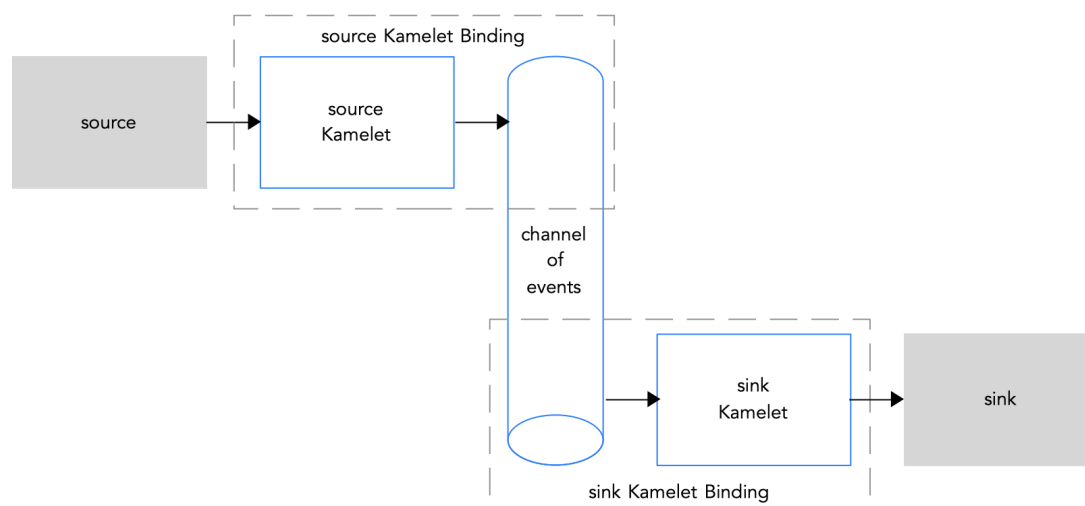 source Kamelet Binding
source
source
Kamelet
channel
of
events
sink
Kamelet
sink
sink Kamelet Binding